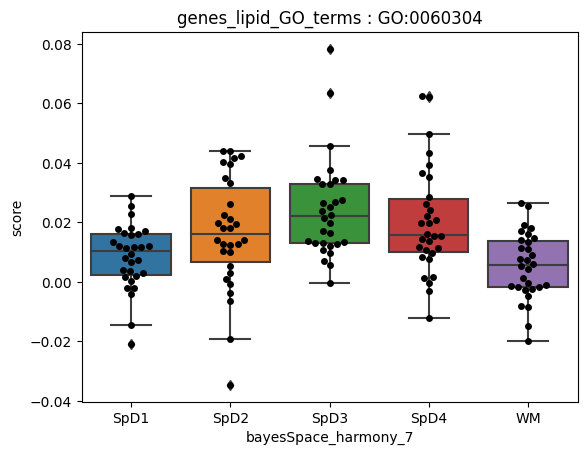 genes_lipid_GO_terms : GO:0060304
0.08
0.06
0.04
0.02
0.00
−0.02
−0.04
score
SpD1 SpD2 SpD3 SpD4 WM
bayesSpace_harmony_7